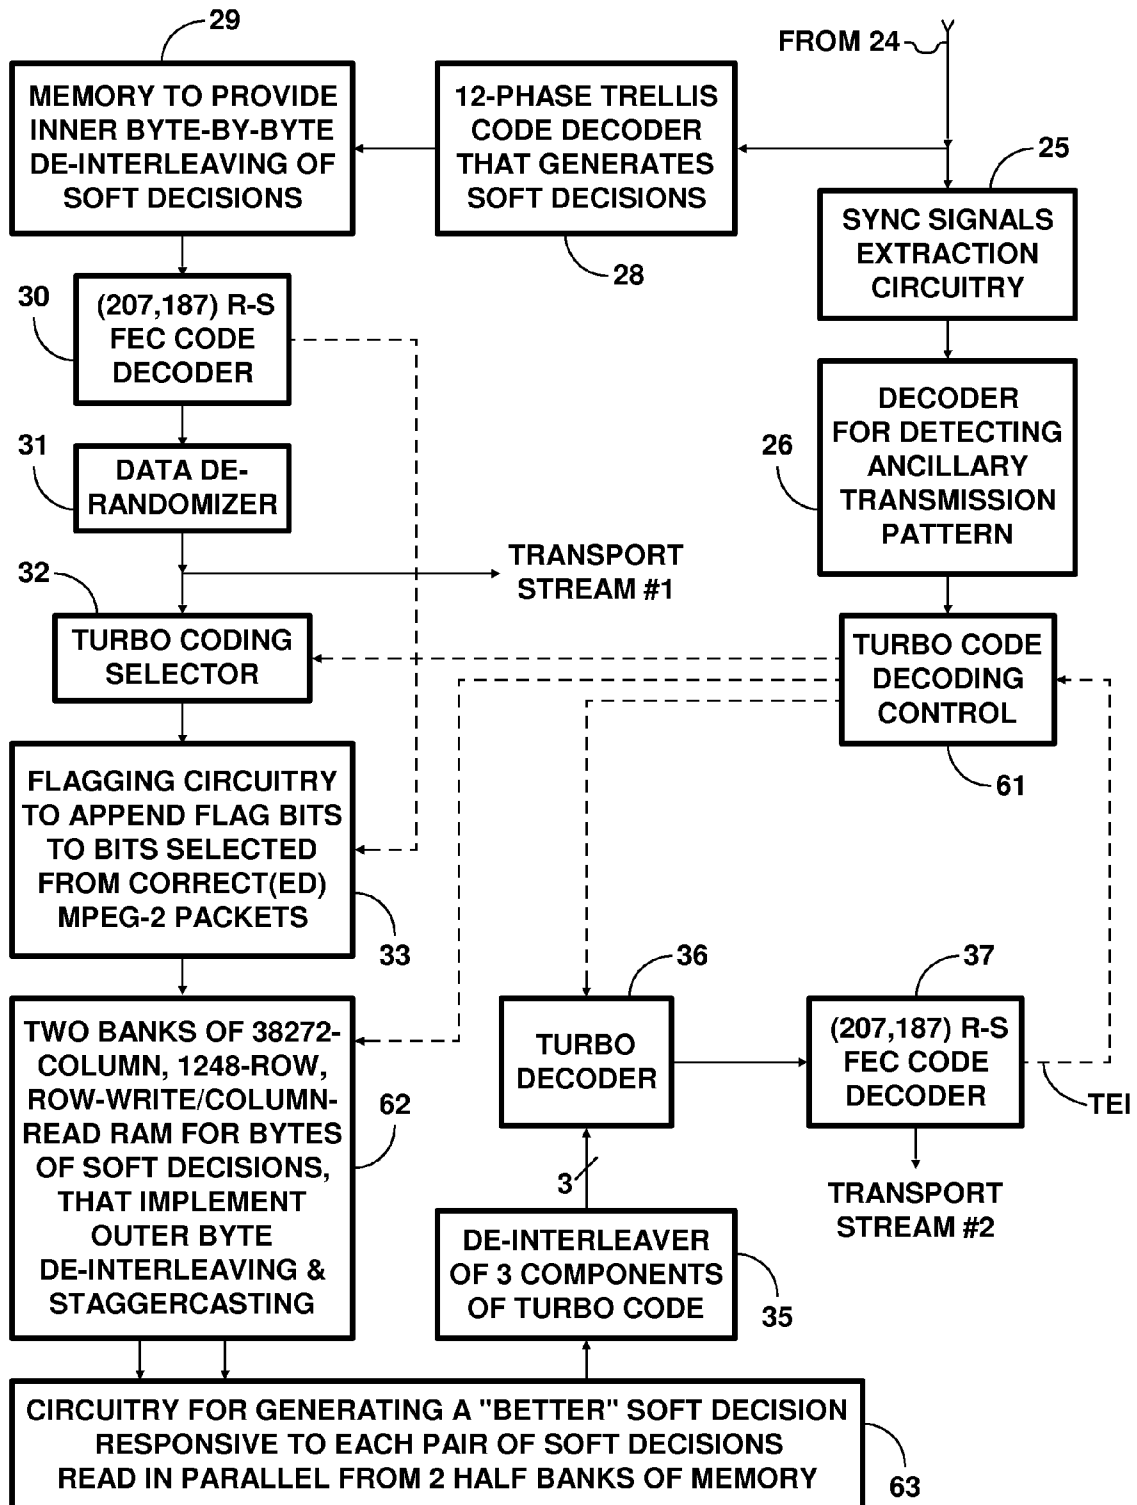 29
FROM 24
MEMORY TO PROVIDE
INNER BYTE-BY-BYTE
DE-INTERLEAVING OF
SOFT DECISIONS
12-PHASE TRELLIS
CODE DECODER
THAT GENERATES
SOFT DECISIONS
28
25
SYNC SIGNALS
EXTRACTION
CIRCUITRY
30
(207,187) R-S
FEC CODE
DECODER
26
DECODER
FOR DETECTING
ANCILLARY
TRANSMISSION
PATTERN
31
DATA DE-
RANDOMIZER
TRANSPORT
STREAM #1
32
TURBO CODING
SELECTOR
TURBO CODE
DECODING
CONTROL
61
FLAGGING CIRCUITRY
TO APPEND FLAG BITS
TO BITS SELECTED
FROM CORRECT(ED)
MPEG-2 PACKETS
33
TWO BANKS OF 38272-
COLUMN, 1248-ROW,
ROW-WRITE/COLUMN-
READ RAM FOR BYTES
OF SOFT DECISIONS,
THAT IMPLEMENT
OUTER BYTE
DE-INTERLEAVING &
STAGGERCASTING
62
36
TURBO
DECODER
37
(207,187) R-S
FEC CODE
DECODER
TEI
3
TRANSPORT
STREAM #2
DE-INTERLEAVER
OF 3 COMPONENTS
OF TURBO CODE
35
CIRCUITRY FOR GENERATING A "BETTER" SOFT DECISION
RESPONSIVE TO EACH PAIR OF SOFT DECISIONS
READ IN PARALLEL FROM 2 HALF BANKS OF MEMORY
63